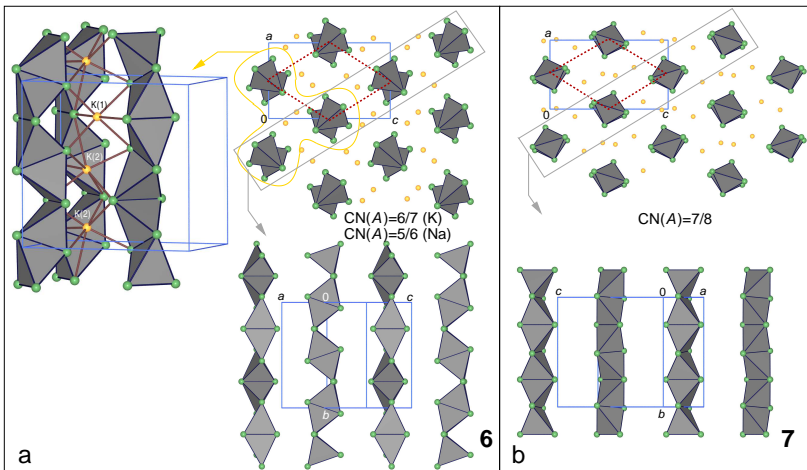 a
K(1)
K(2)
K(2)
0
c
CN(A)=6/7 (K)
CN(A)=5/6 (Na)
a
0
c
b
a
6
a
0
c
CN(A)=7/8
c
0
a
b
b
7